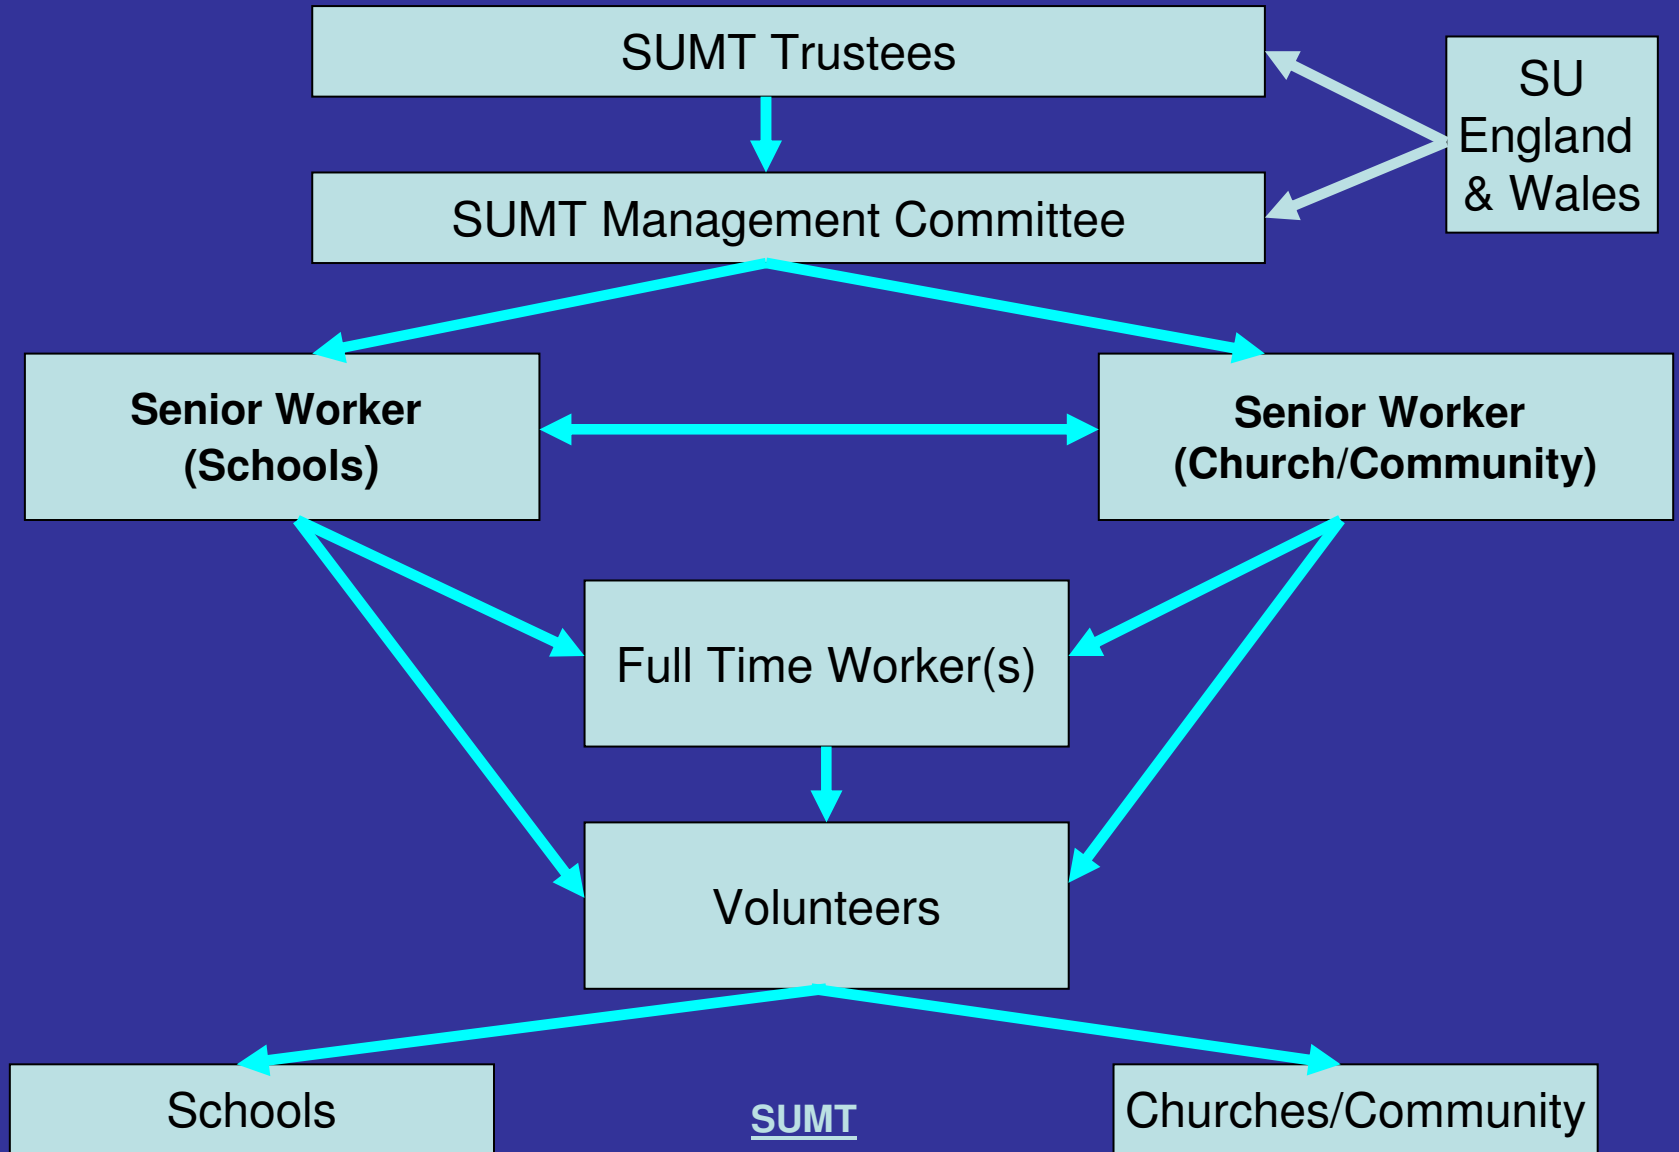 SUMT Trustees
SU
England
& Wales
SUMT Management Committee
Senior Worker
(Schools)
Senior Worker
(Church/Community)
Full Time Worker(s)
Volunteers
Schools
SUMT
Churches/Community